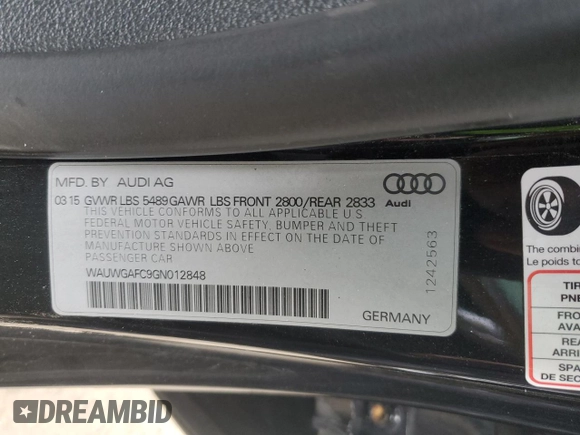 MFD. BY AUDI AG
Audi
03 15 GVWR LBS 5489 GAWR LBS FRONT 2800/REAR 2833
THIS VEHICLE CONFORMS TO ALL APPLICABLE U S
FEDERAL MOTOR VEHICLE SAFETY, BUMPER AND THEFT
PREVENTION STANDARDS IN EFFECT ON THE DATE OF
MANUFACTURE SHOWN ABOVE
PASSENGER CAR
WAUWGAFC9GN012848
GERMANY
1242563
The combin
Le poids to
TI
PNE
FRO
AVA
REA
ARRI
SPA
DE SEC
DREAMBID